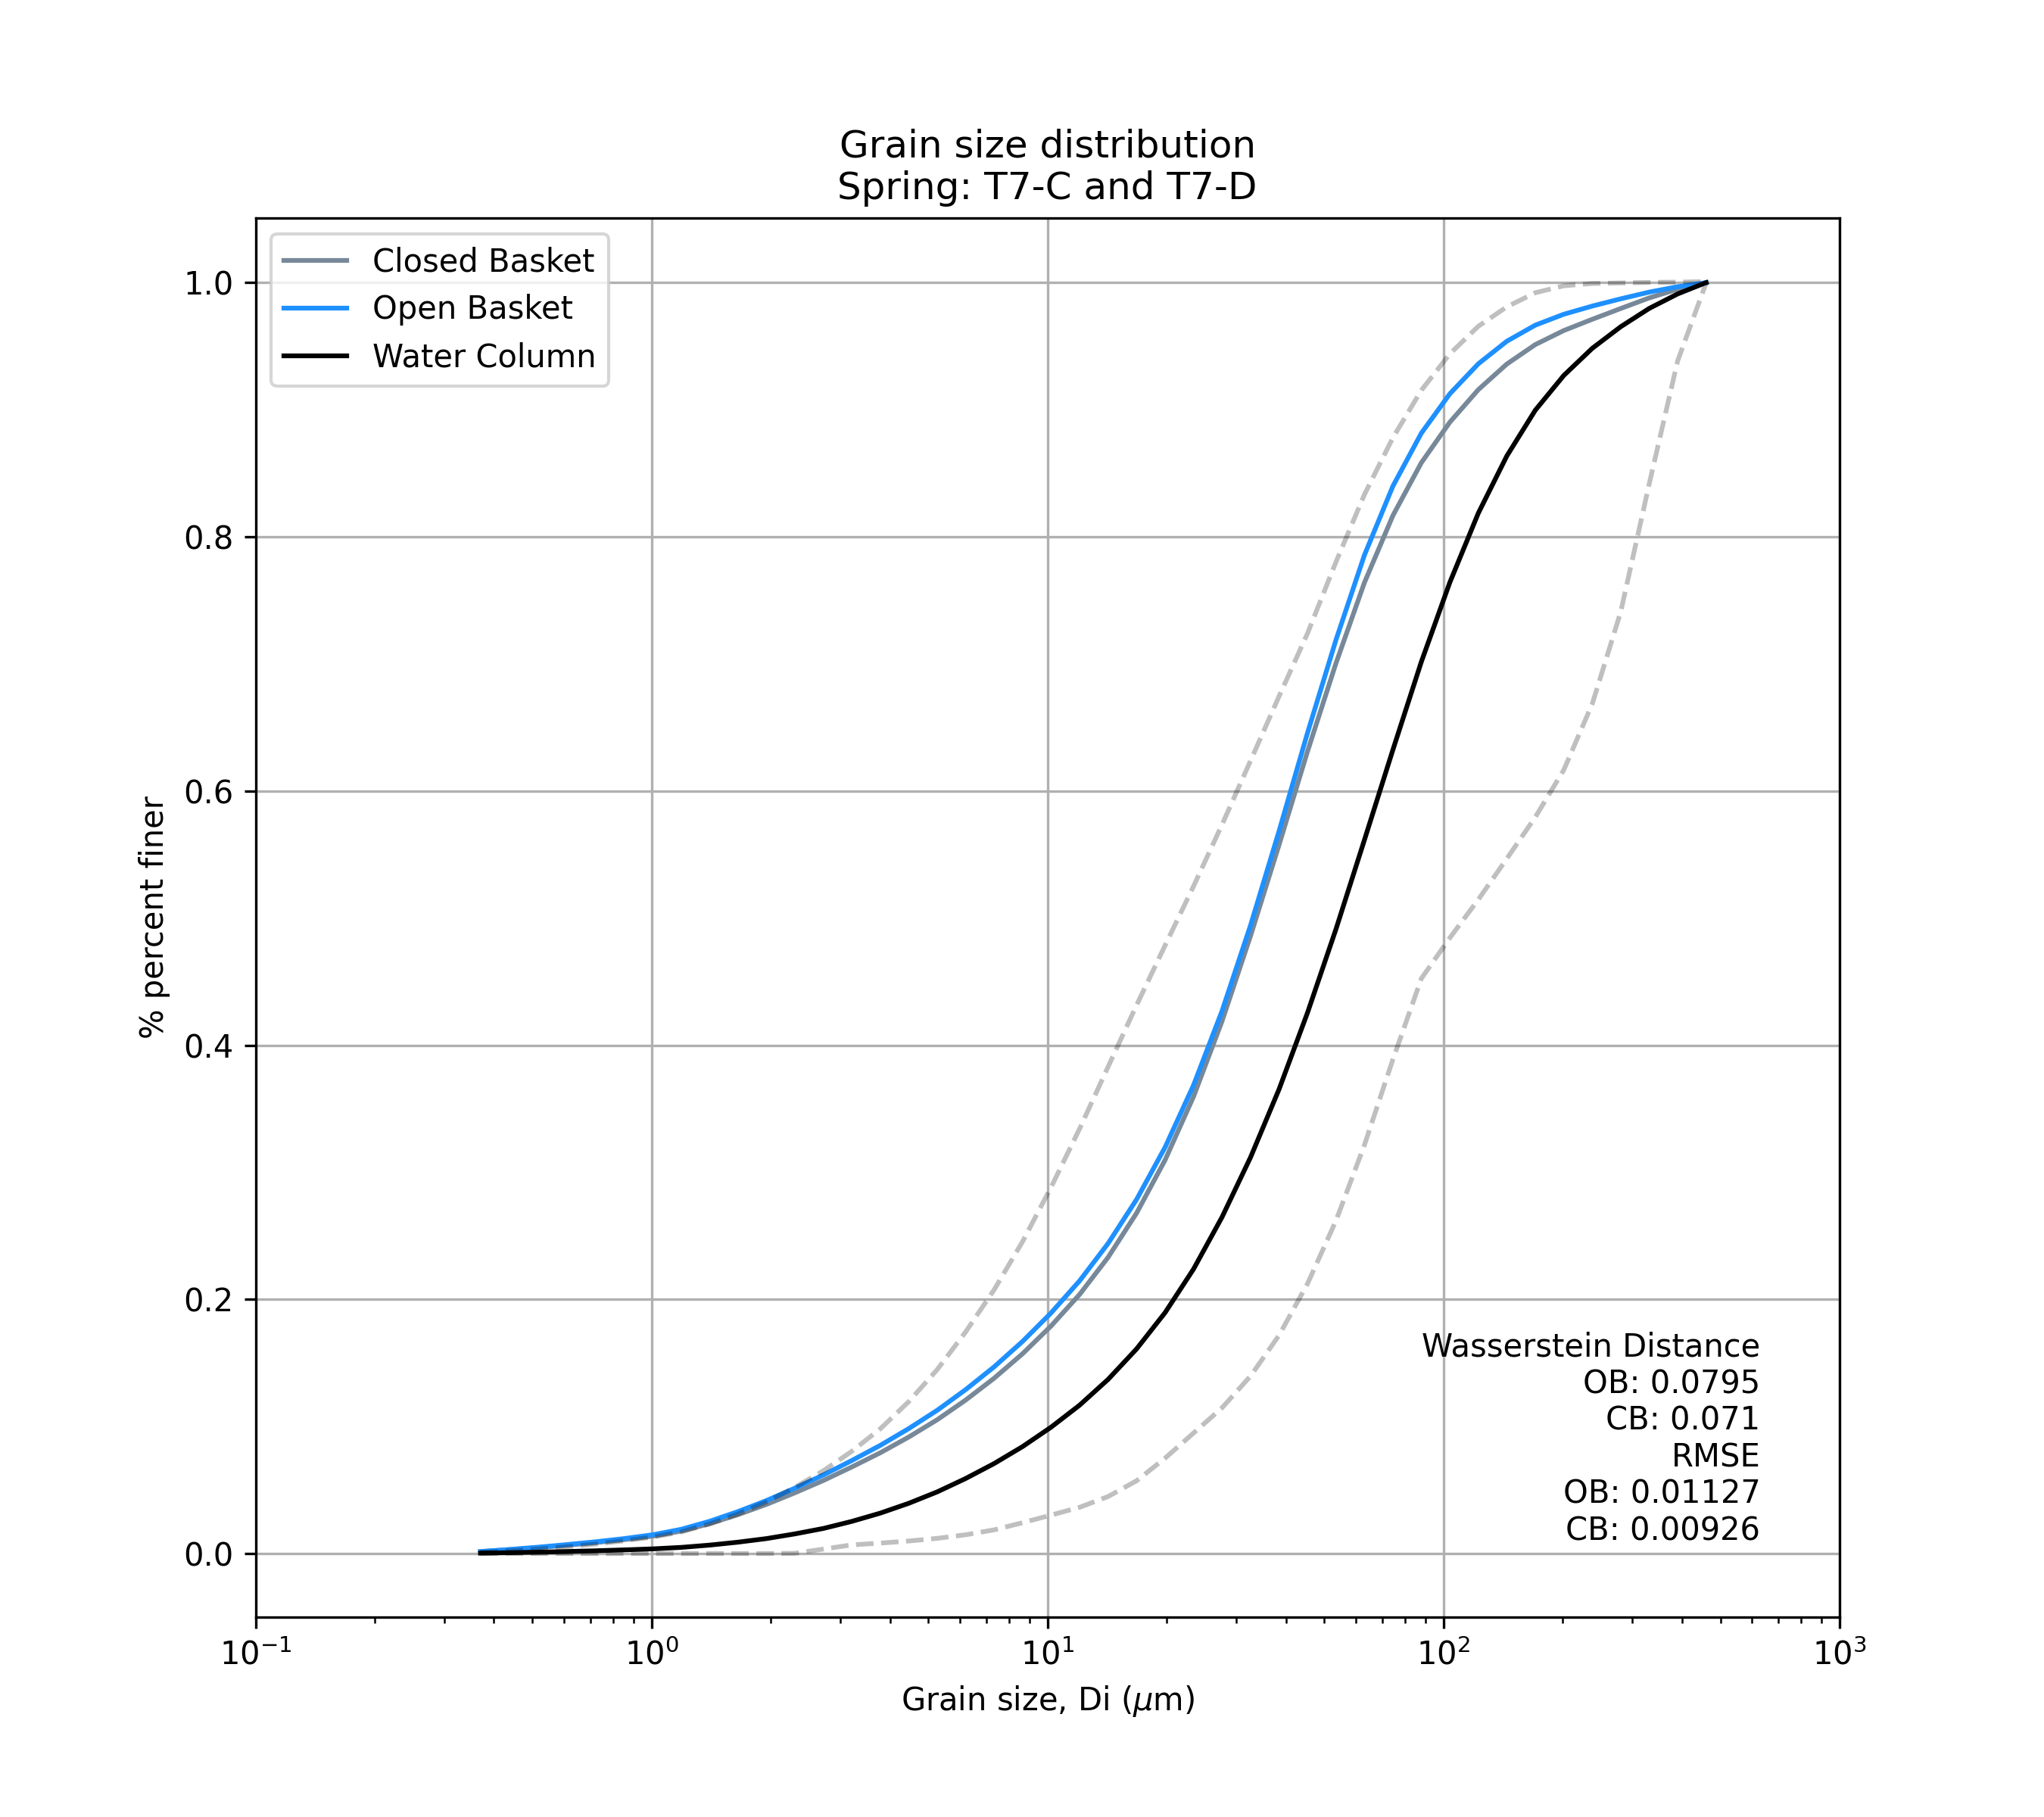 Grain size distribution
Spring: T7-C and T7-D
Closed Basket
Open Basket
Water Column
1.0
0.8
0.6
0.4
0.2
0.0
% percent finer
Wasserstein Distance
OB: 0.0795
CB: 0.071
RMSE
OB: 0.01127
CB: 0.00926
10⁻¹ 10⁰ 10¹ 10² 10³
Grain size, Di (μm)